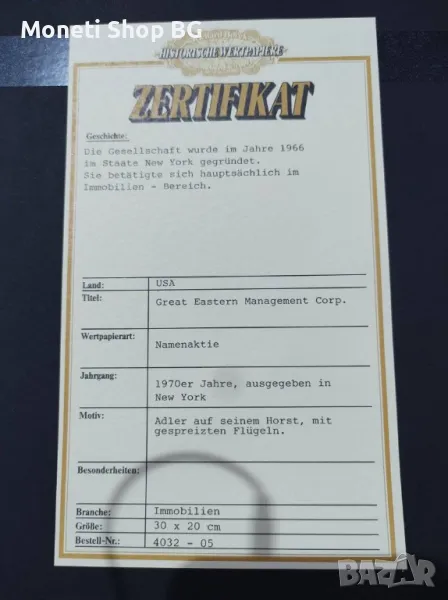 Moneti Shop BG
HISTORISCHE WERTPAPIERE
ZERTIFIKAT
Geschichte:
Die Gesellschaft wurde im Jahre 1966
im Staate New York gegründet.
Sie betätigte sich hauptsächlich im
Immobilien - Bereich.
Land: USA
Titel: Great Eastern Management Corp.
Wertpapierart: Namenaktie
Jahrgang: 1970er Jahre, ausgegeben in
New York
Motiv: Adler auf seinem Horst, mit
gespreizten Flügeln.
Besonderheiten:
Branche: Immobilien
Größe: 30 x 20 cm
Bestell-Nr.: 4032 - 05
BAZAR